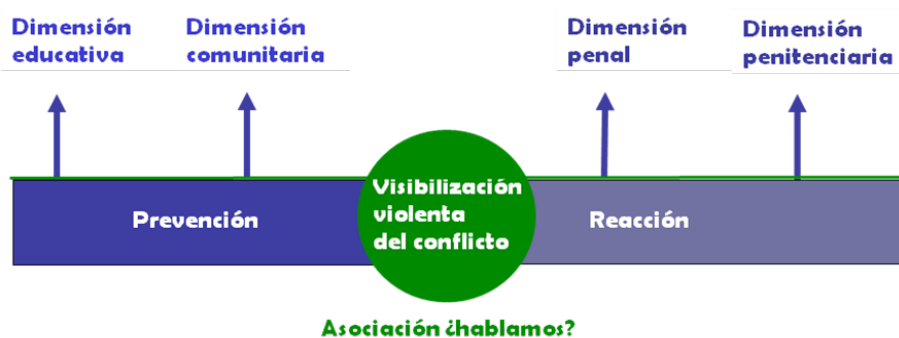 Dimensión
educativa
Dimensión
comunitaria
Dimensión
penal
Dimensión
penitenciaria
Prevención
Visibilización
violenta
del conflicto
Reacción
Asociación ¿hablamos?